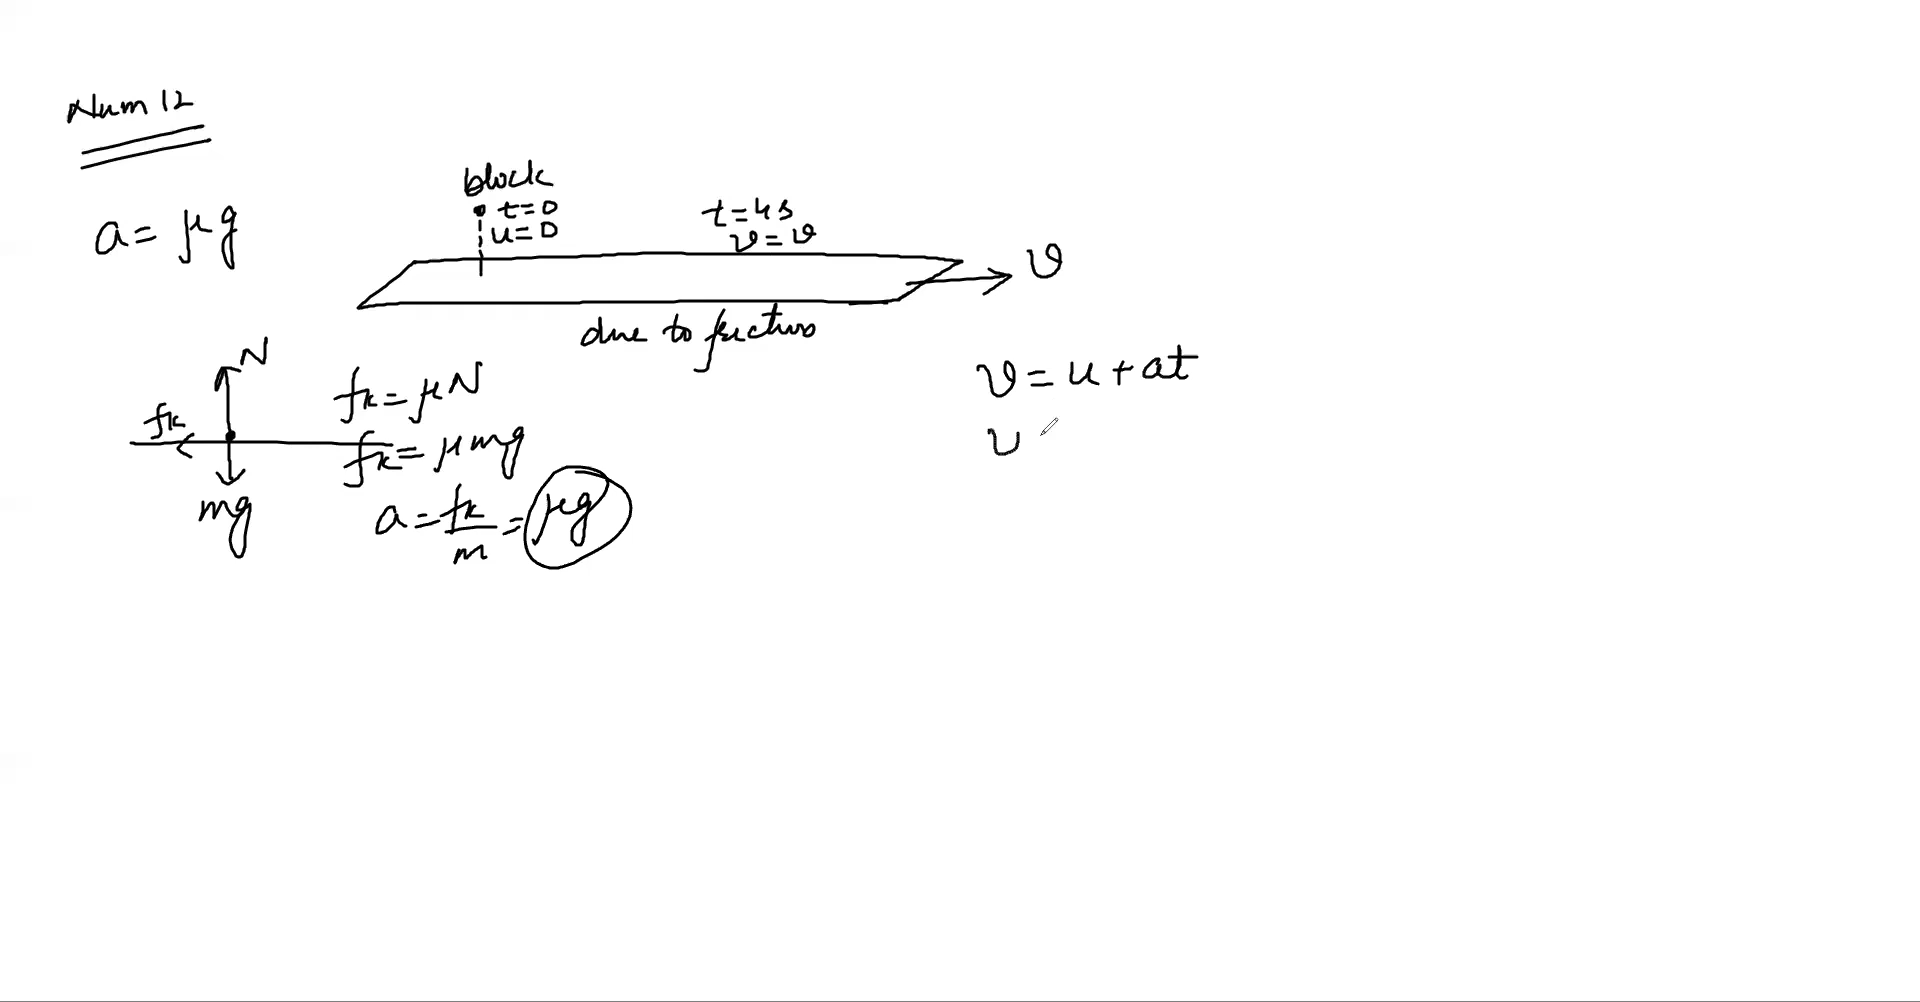 Num 12
a = μg
block
t=0
u=0
t=4s
v=v
v
due to friction
N
fk
mg
fk = μN
fk = μmg
a = fk/m = μg
v = u + at
v